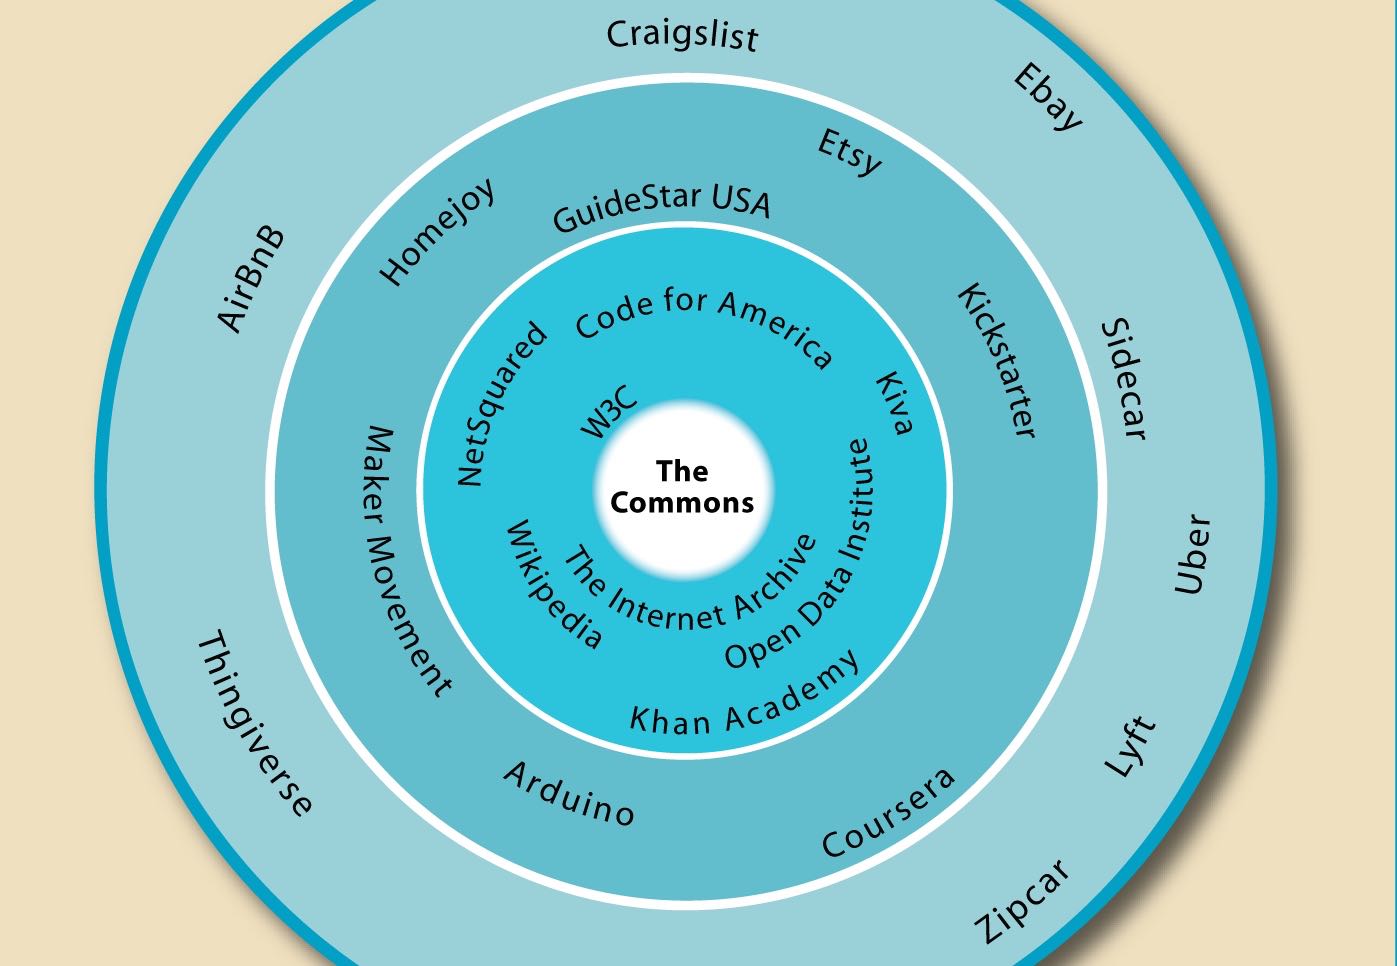 Craigslist
Ebay
Etsy
GuideStar USA
Homejoy
AirBnB
Kickstarter
Sidecar
Code for America
NetSquared
Kiva
W3C
The
Commons
Maker Movement
Open Data Institute
The Internet Archive
Wikipedia
Uber
Khan Academy
Thingiverse
Lyft
Arduino
Coursera
Zipcar